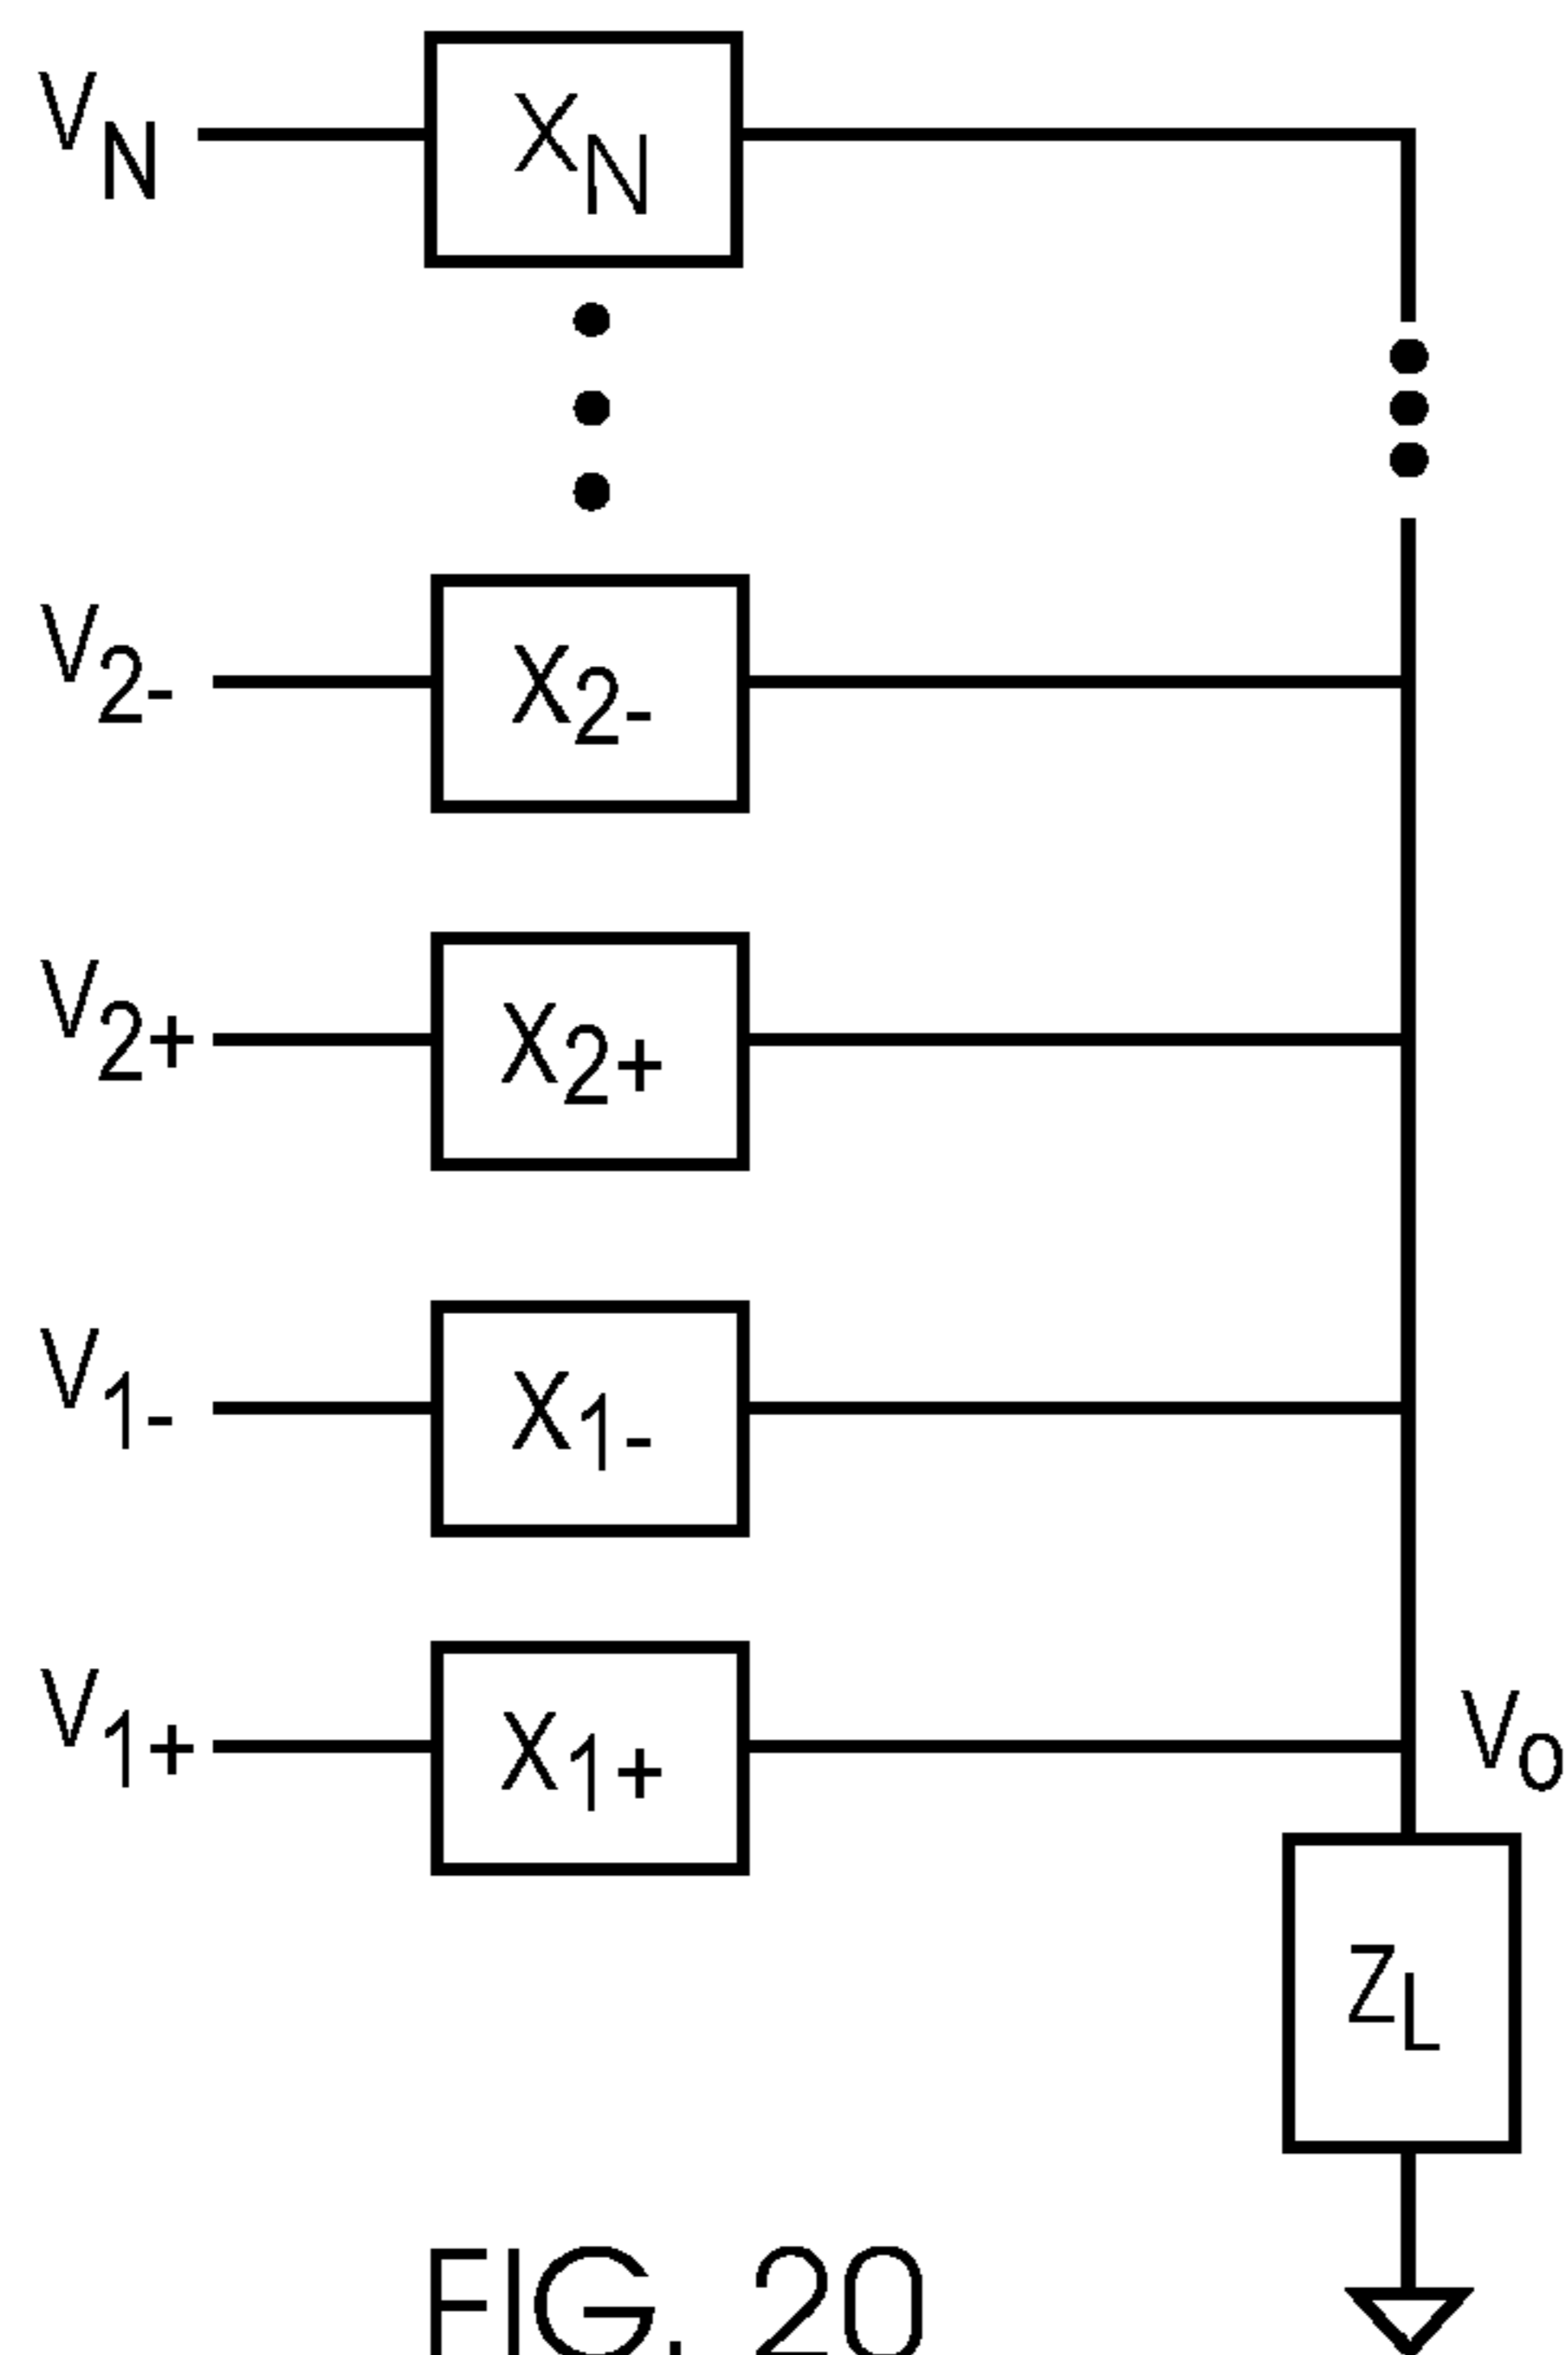 VN XN
V2- X2-
V2+ X2+
V1- X1-
V1+ X1+
VO
ZL
FIG. 20